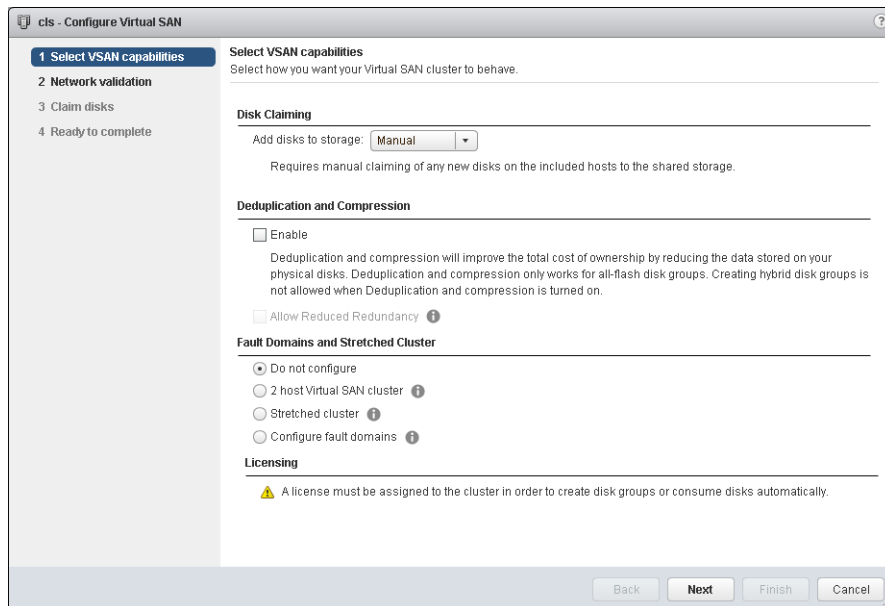 cls - Configure Virtual SAN
?
1 Select VSAN capabilities
2 Network validation
3 Claim disks
4 Ready to complete
Select VSAN capabilities
Select how you want your Virtual SAN cluster to behave.
Disk Claiming
Add disks to storage: Manual
Requires manual claiming of any new disks on the included hosts to the shared storage.
Deduplication and Compression
Enable
Deduplication and compression will improve the total cost of ownership by reducing the data stored on your
physical disks. Deduplication and compression only works for all-flash disk groups. Creating hybrid disk groups is
not allowed when Deduplication and compression is turned on.
Allow Reduced Redundancy
Fault Domains and Stretched Cluster
Do not configure
2 host Virtual SAN cluster
Stretched cluster
Configure fault domains
Licensing
A license must be assigned to the cluster in order to create disk groups or consume disks automatically.
Back Next Finish Cancel